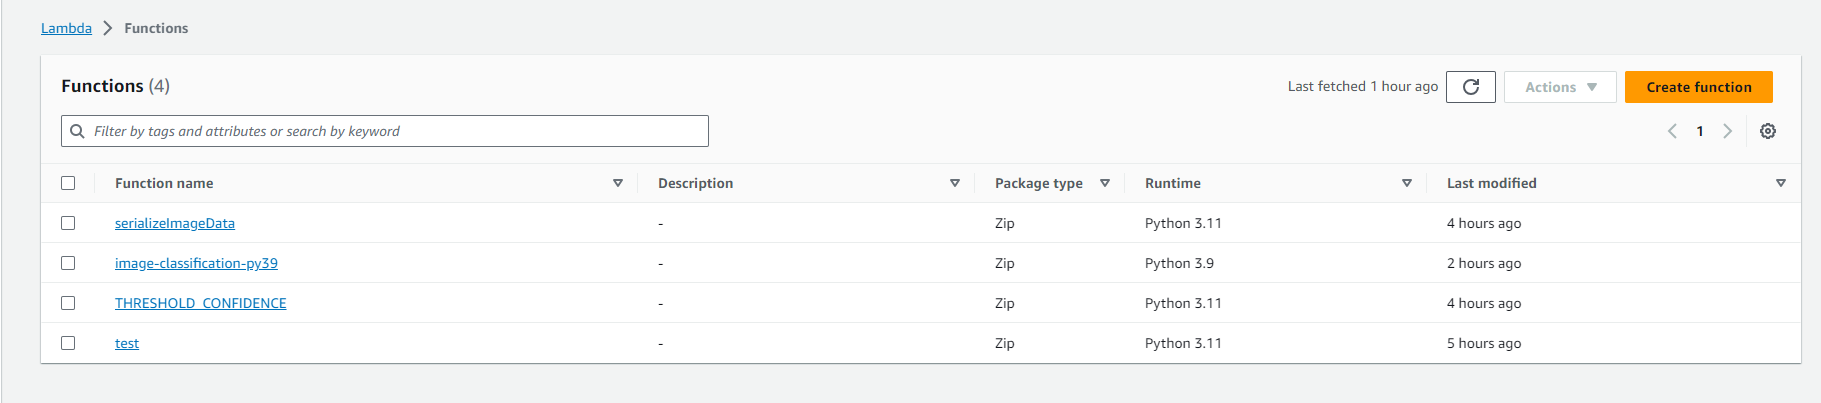 Lambda > Functions
Functions (4)
Last fetched 1 hour ago
Actions
Create function
Filter by tags and attributes or search by keyword
1
Function name Description Package type Runtime Last modified
serializeImageData - Zip Python 3.11 4 hours ago
image-classification-py39 - Zip Python 3.9 2 hours ago
THRESHOLD_CONFIDENCE - Zip Python 3.11 4 hours ago
test - Zip Python 3.11 5 hours ago